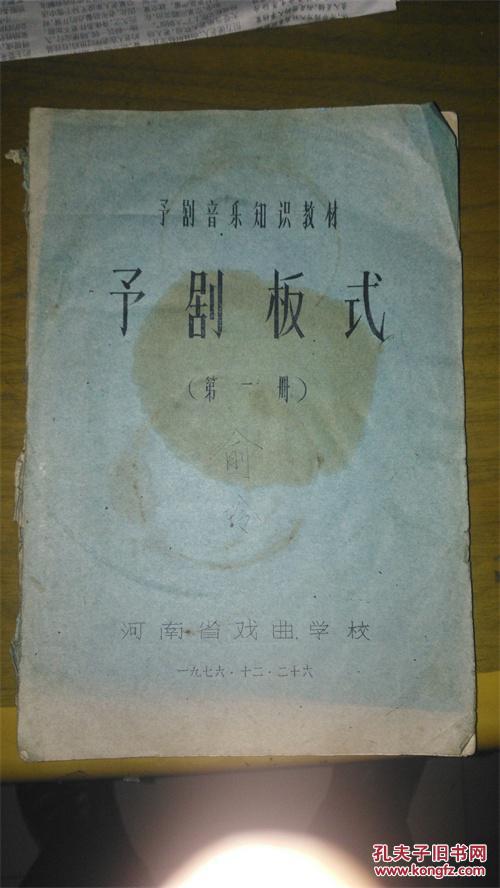 予剧音乐知识教材
予剧板式
(第一册)
俞
河南省戏曲学校
一九七六·十二·二十六
孔夫子旧书网
kongfz.com